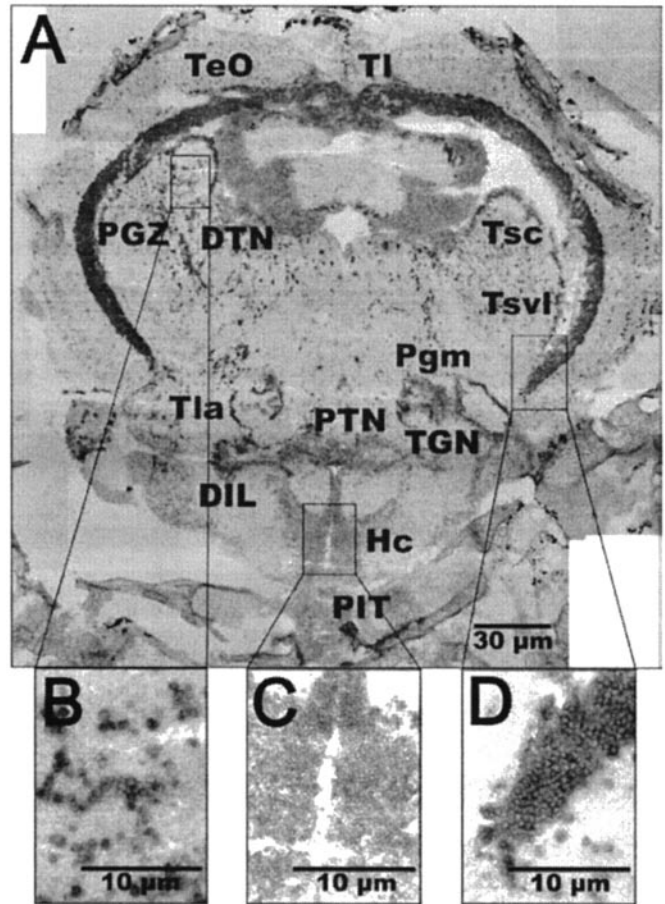 A
TeO TI
PGZ DTN Tsc
Tsvl
Pgm
Tla PTN TGN
DIL Hc
PIT
30 µm
B C D
10 µm 10 µm 10 µm